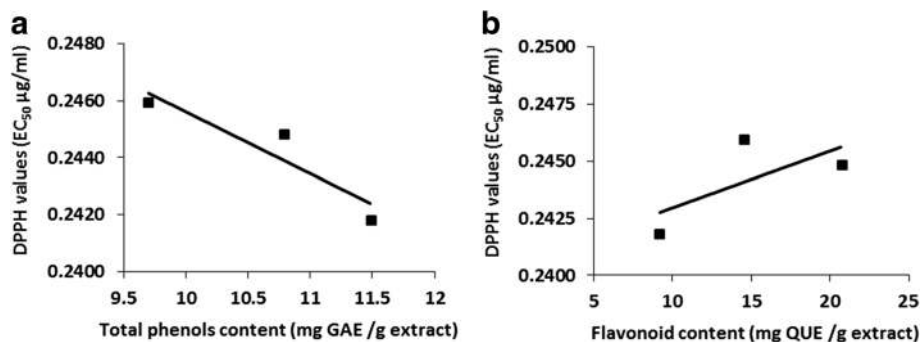 a
DPPH values (EC₅₀ µg/ml)
0.2480
0.2460
0.2440
0.2420
0.2400
9.5 10 10.5 11 11.5 12
Total phenols content (mg GAE /g extract)
b
DPPH values (EC₅₀ µg/ml)
0.2500
0.2475
0.2450
0.2425
0.2400
5 10 15 20 25
Flavonoid content (mg QUE /g extract)